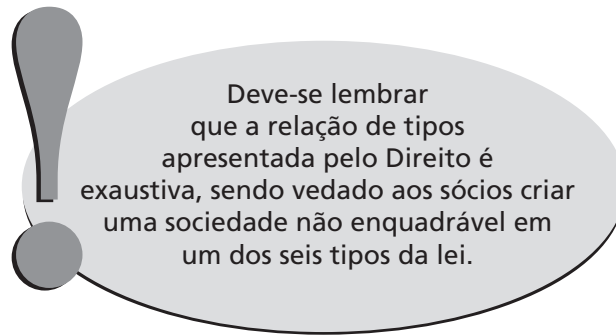 Deve-se lembrar
que a relação de tipos
apresentada pelo Direito é
exaustiva, sendo vedado aos sócios criar
uma sociedade não enquadrável em
um dos seis tipos da lei.